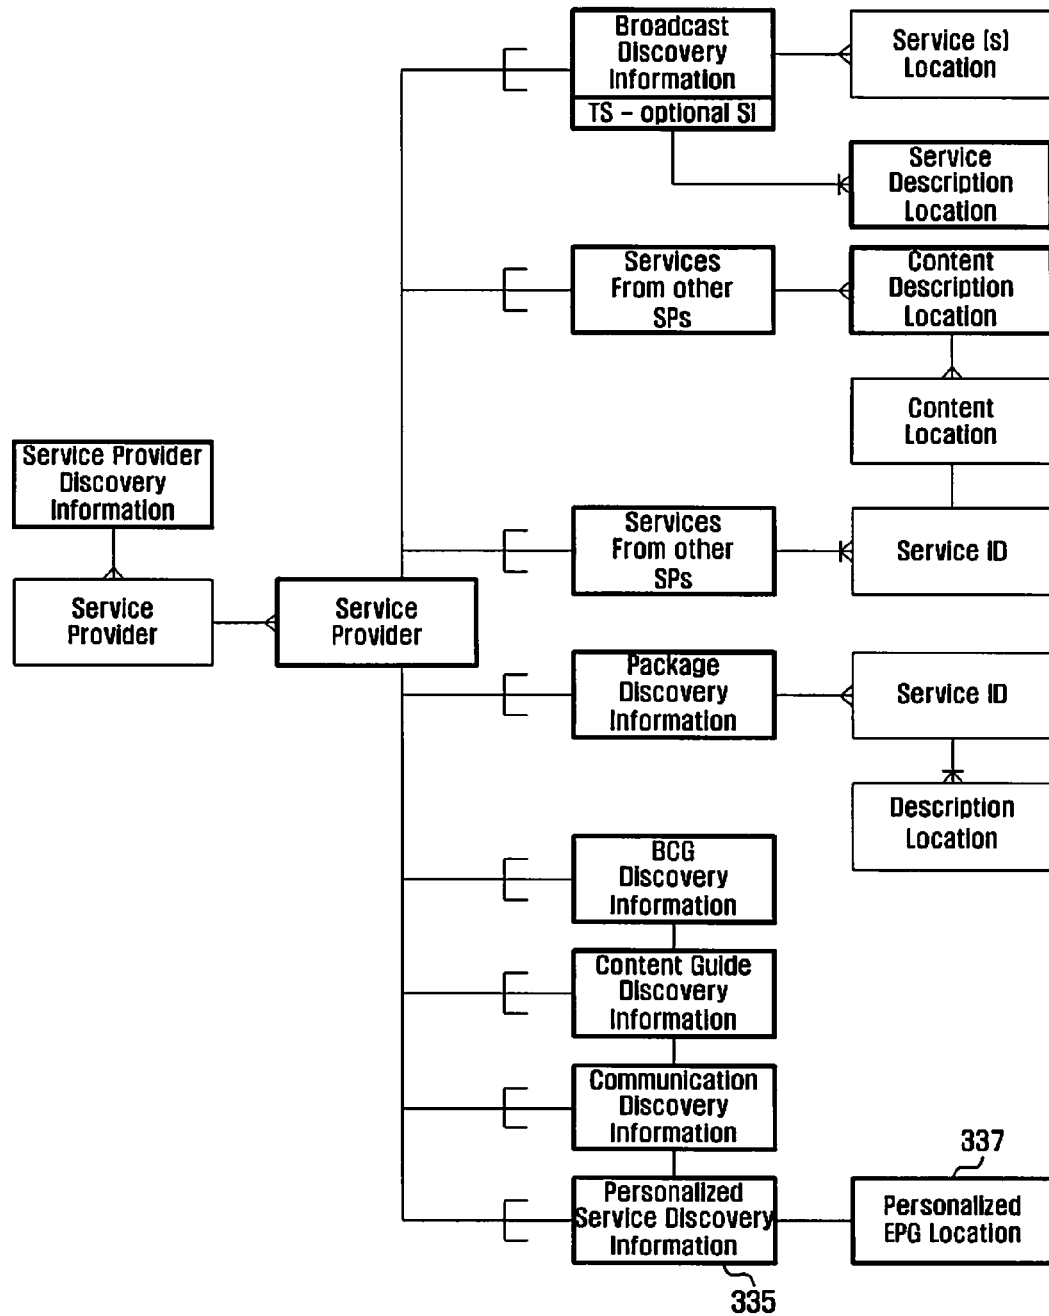 Broadcast
Discovery
Information
TS - optional SI
Service (s)
Location
Service
Description
Location
Services
From other
SPs
Content
Description
Location
Content
Location
Service Provider
Discovery
Information
Services
From other
SPs
Service ID
Service
Provider
Service
Provider
Package
Discovery
Information
Service ID
Description
Location
BCG
Discovery
Information
Content Guide
Discovery
Information
Communication
Discovery
Information
337
Personalized
Service Discovery
Information
Personalized
EPG Location
335